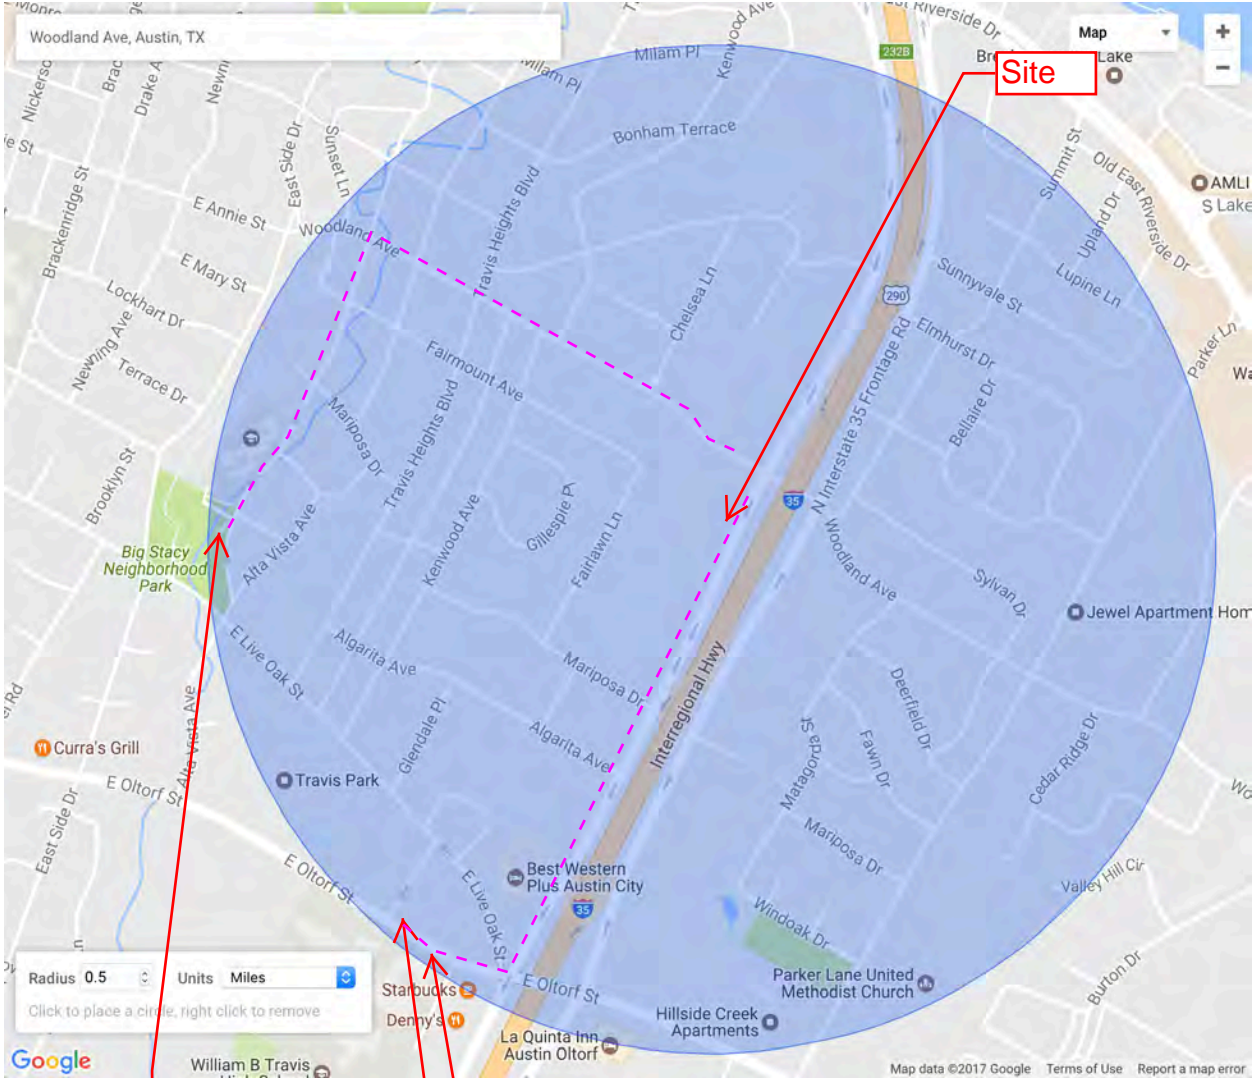 Woodland Ave, Austin, TX
Map
+
−
Site
Lake
232B
Milam Pl
Milam Pl
Kenwood Ave
Bonham Terrace
Nickerson
Drake A
Newn
East Side Dr
Sunset Ln
E Annie St
Woodland Ave
Travis Heights Blvd
Brackenridge St
E Mary St
Lockhart Dr
Newning Ave
Terrace Dr
Chelsea Ln
290
Sunnyvale St
Summit St
Old East Riverside Dr
AMLI
S Lake
Upland Dr
Lupine Ln
Elmhurst Dr
Parker Ln
Wa
Fairmount Ave
Mariposa Dr
Travis Heights Blvd
N Interstate 35 Frontage Rd
Bellaire Dr
Brooklyn St
35
Big Stacy
Neighborhood
Park
Alta Vista Ave
Kenwood Ave
Gillespie Pl
Fairlawn Ln
Woodland Ave
Sylvan Dr
Jewel Apartment Hom
E Live Oak St
Algarita Ave
Mariposa Dr
Interregional Hwy
Deerfield Dr
el Rd
Curra's Grill
Alta Vista Ave
Glendale Pl
Algarita Ave
Matagorda St
Fawn Dr
Cedar Ridge Dr
Travis Park
E Oltorf St
East Side Dr
Wo
Mariposa Dr
E Oltorf St
E Live Oak St
Best Western
Plus Austin City
35
Valley Hill Cir
Windoak Dr
Radius 0.5 Units Miles
Click to place a circle, right click to remove
Starbucks
Denny's
E Oltorf St
Parker Lane United
Methodist Church
Burton Dr
Hillside Creek
Apartments
La Quinta Inn
Austin Oltorf
Google
William B Travis
Map data ©2017 Google Terms of Use Report a map error